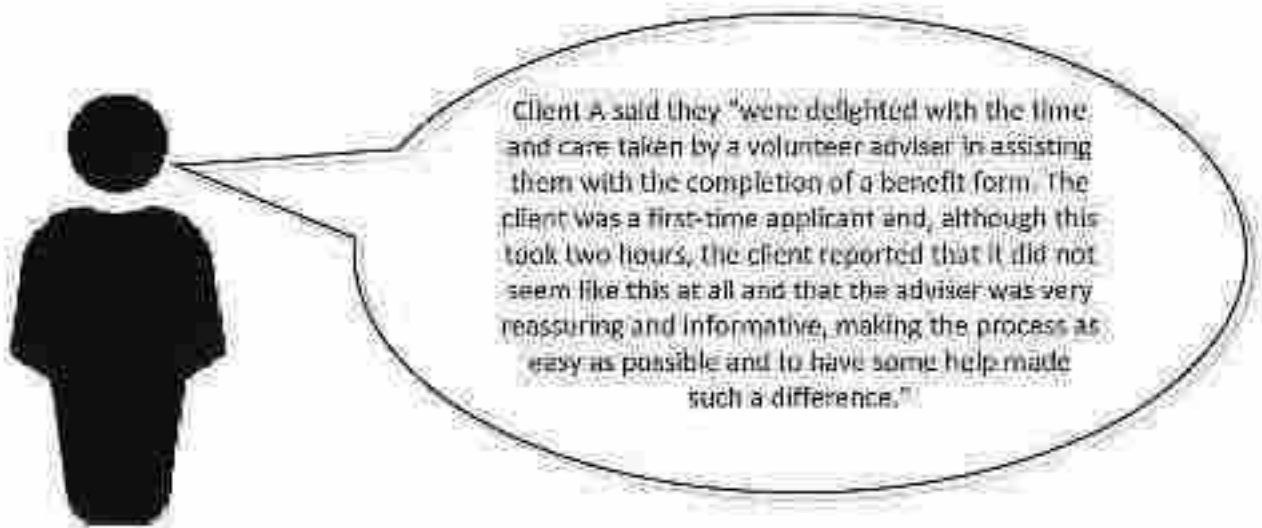 Client A said they "were delighted with the time
and care taken by a volunteer adviser in assisting
them with the completion of a benefit form. The
client was a first-time applicant and, although this
took two hours, the client reported that it did not
seem like this at all and that the adviser was very
reassuring and informative, making the process as
easy as possible and to have some help made
such a difference."